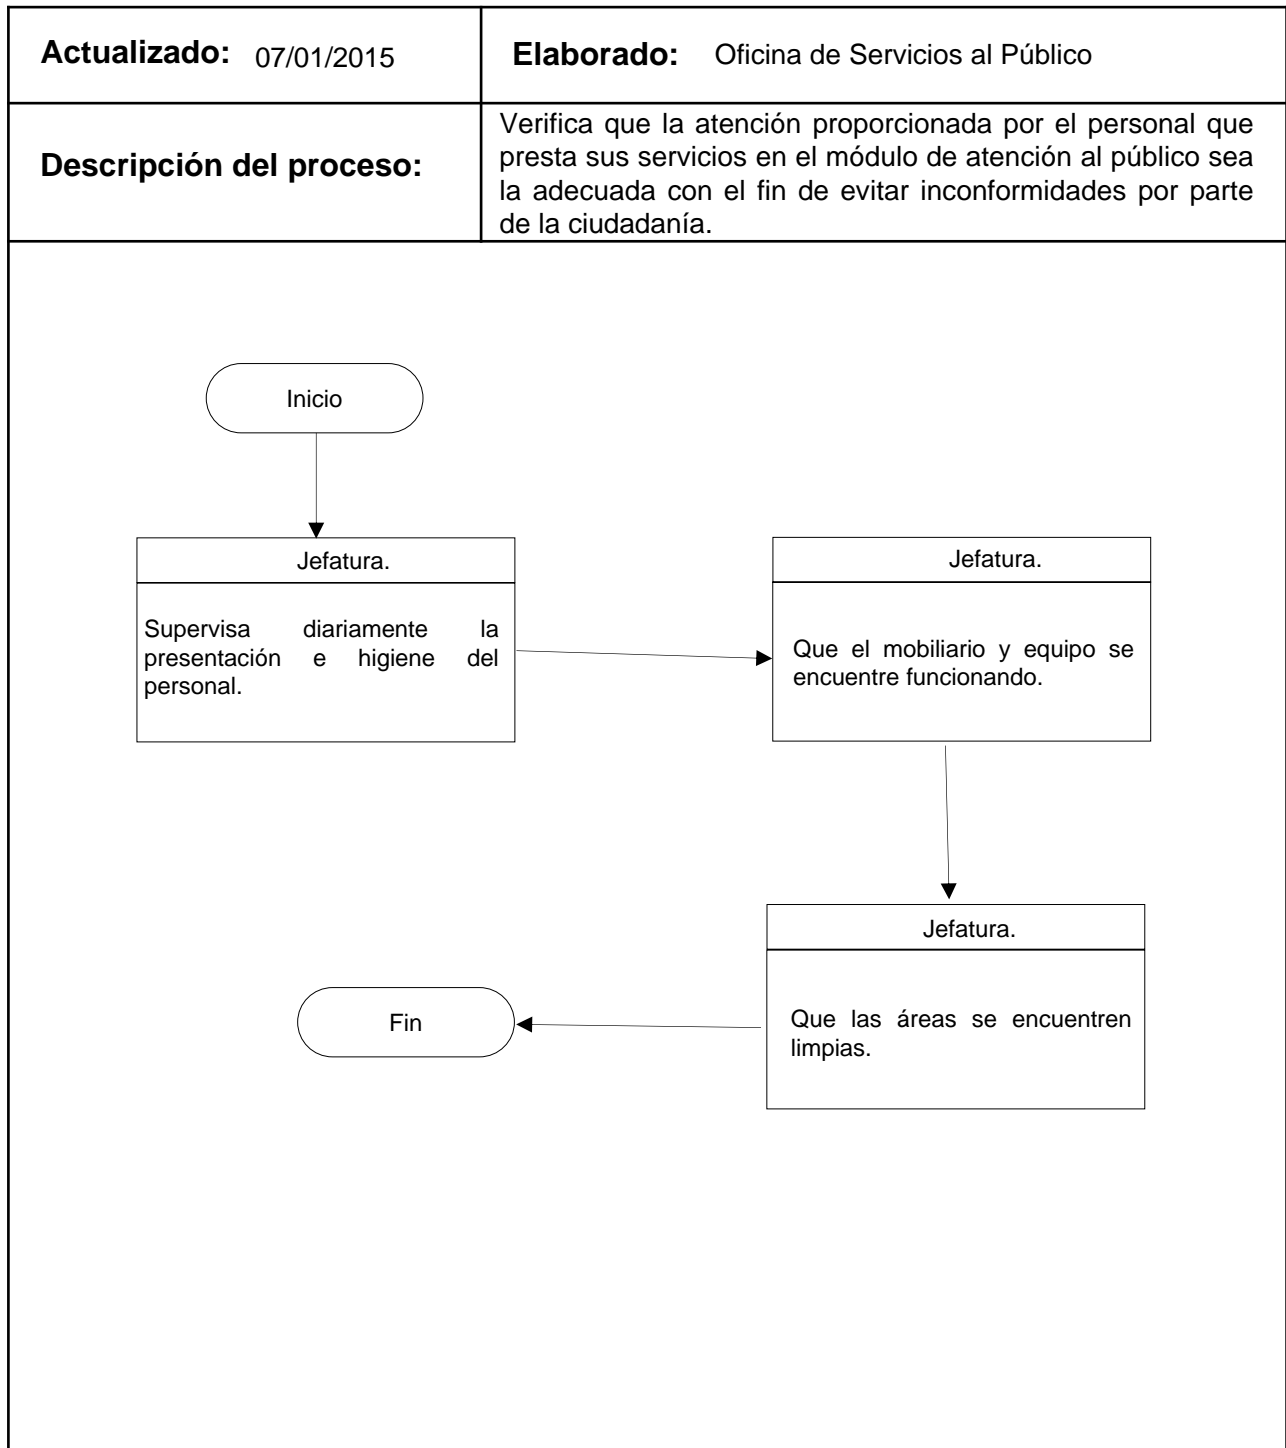 Actualizado: 07/01/2015
Elaborado: Oficina de Servicios al Público
Descripción del proceso:
Verifica que la atención proporcionada por el personal que
presta sus servicios en el módulo de atención al público sea
la adecuada con el fin de evitar inconformidades por parte
de la ciudadanía.
Inicio
Jefatura.
Supervisa diariamente la
presentación e higiene del
personal.
Jefatura.
Que el mobiliario y equipo se
encuentre funcionando.
Jefatura.
Que las áreas se encuentren
limpias.
Fin